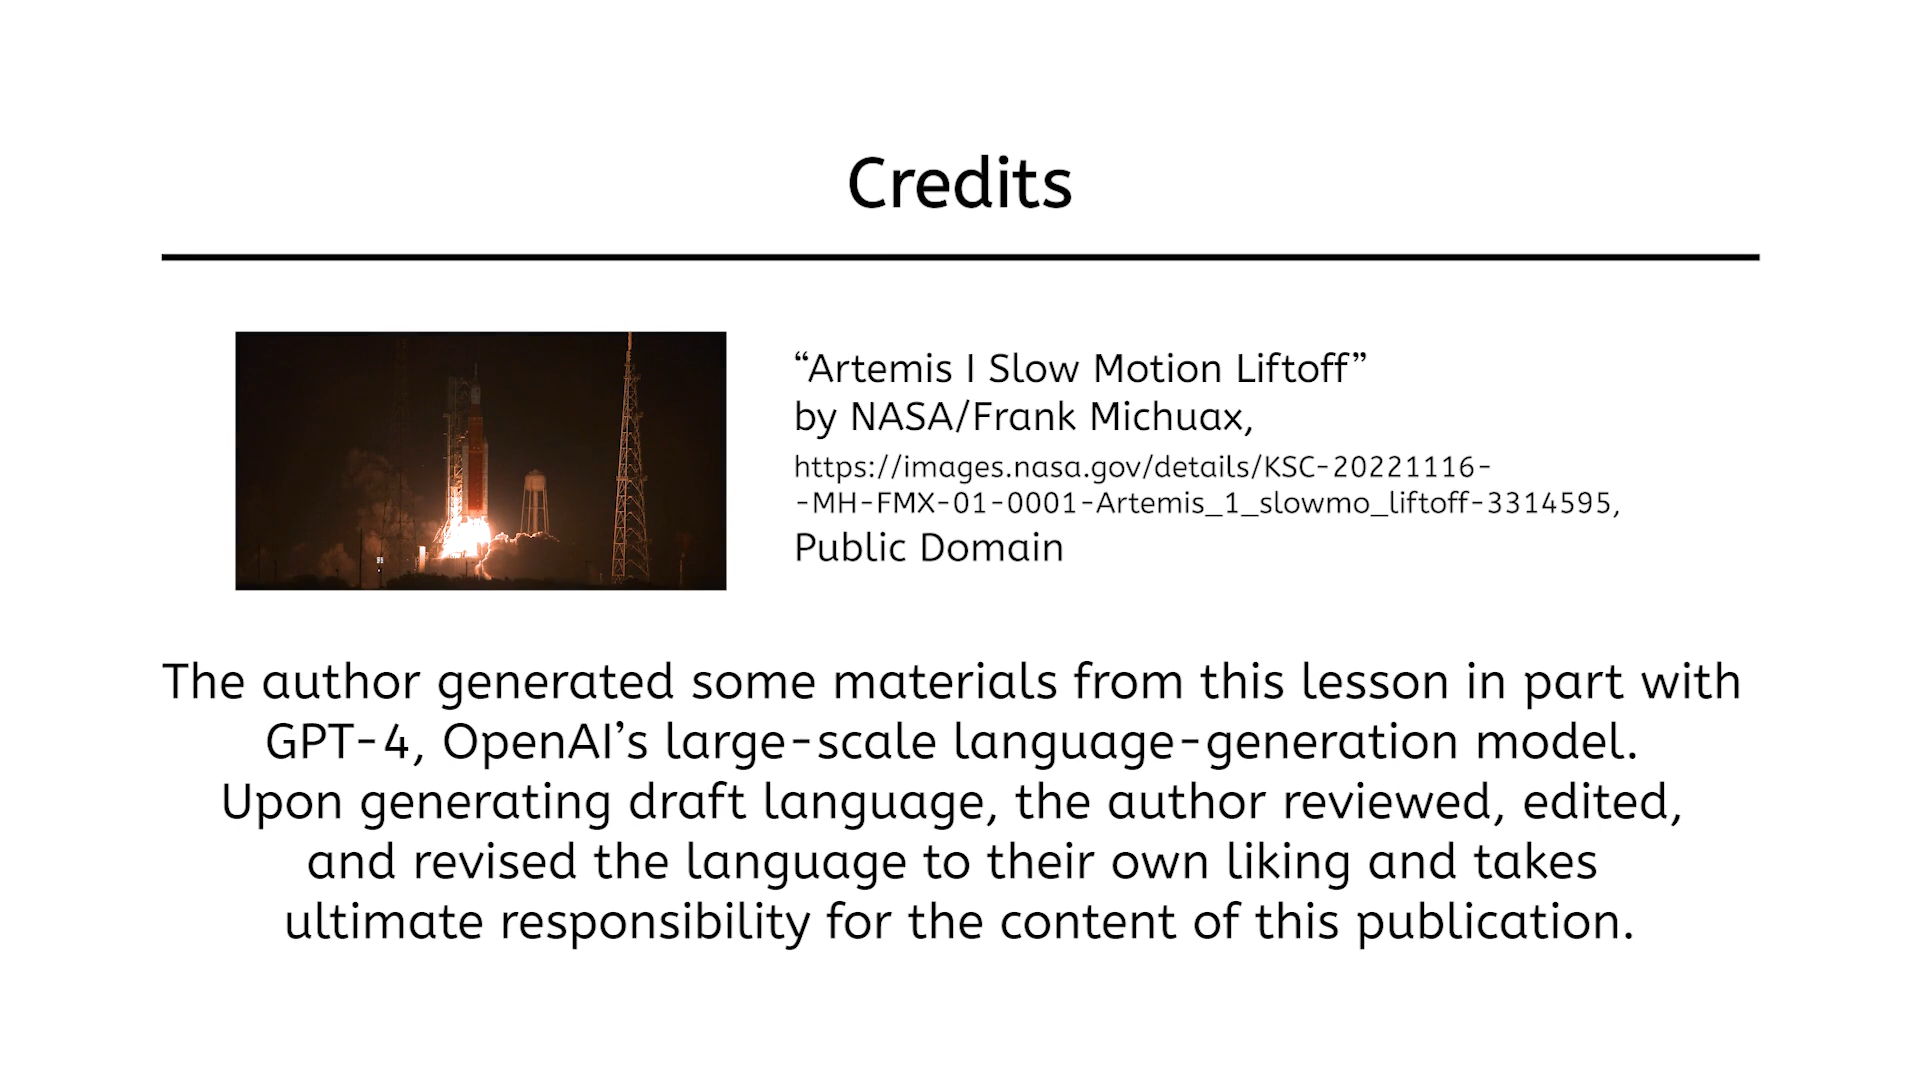 Credits
“Artemis I Slow Motion Liftoff”
by NASA/Frank Michuax,
https://images.nasa.gov/details/KSC-20221116-
-MH-FMX-01-0001-Artemis_1_slowmo_liftoff-3314595,
Public Domain
The author generated some materials from this lesson in part with
GPT-4, OpenAI’s large-scale language-generation model.
Upon generating draft language, the author reviewed, edited,
and revised the language to their own liking and takes
ultimate responsibility for the content of this publication.